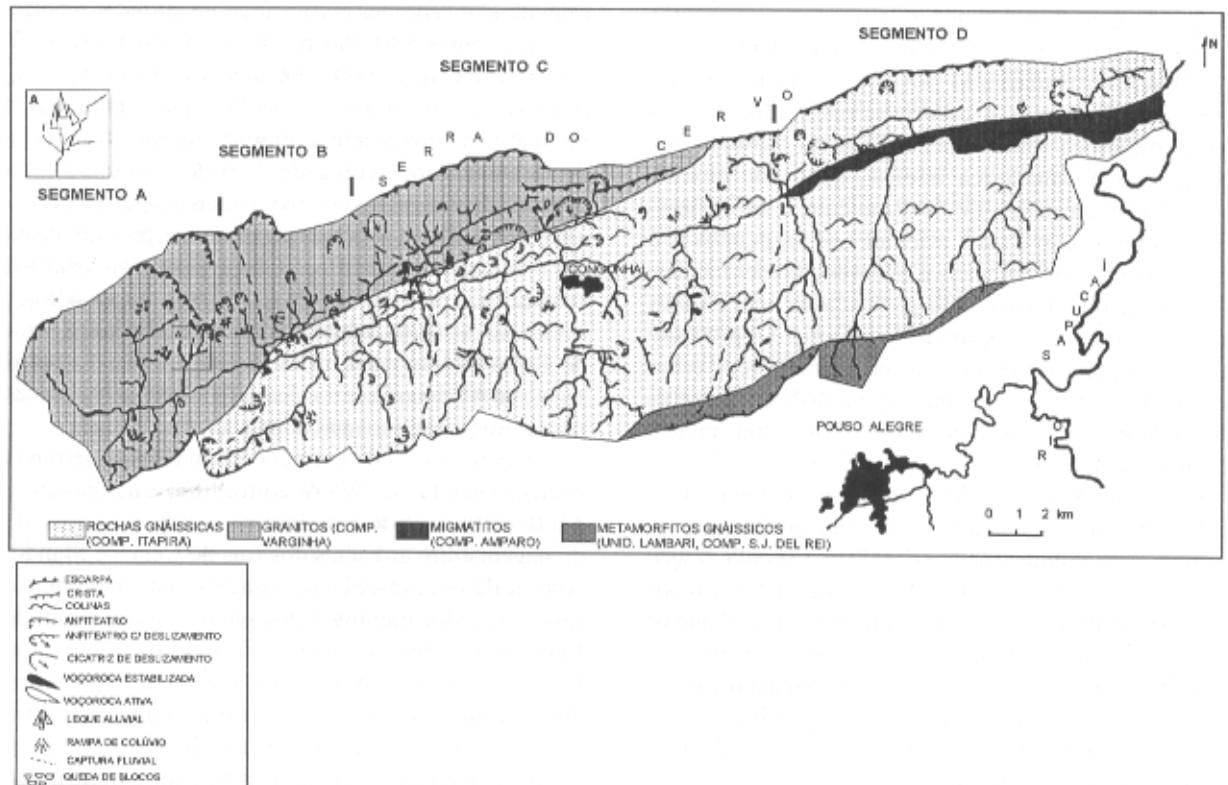 SEGMENTO D
N
SEGMENTO C
A
SEGMENTO B
SERRA DO CERVO
SEGMENTO A
CONGONHAL
RIO SAPUCAI
POUSO ALEGRE
0 1 2 km
ROCHAS GNÁISSICAS
(COMP. ITAPIRA)
GRANITOS (COMP.
VARGINHA)
MIGMATITOS
(COMP. AMPARO)
METAMORFITOS GNÁISSICOS
(UNID. LAMBARI, COMP. S.J. DEL REI)
ESCARPA
CRISTA
COLINAS
ANFITEATRO
ANFITEATRO C/ DESLIZAMENTO
CICATRIZ DE DESLIZAMENTO
VOÇOROCA ESTABILIZADA
VOÇOROCA ATIVA
LEQUE ALUVIAL
RAMPA DE COLÚVIO
CAPTURA FLUVIAL
QUEDA DE BLOCOS